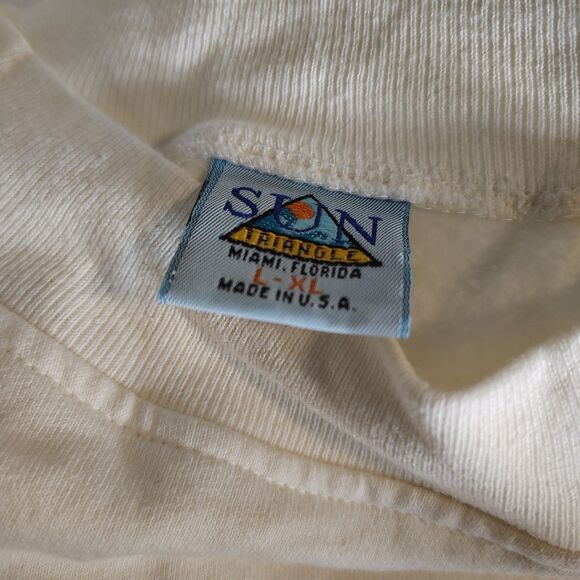 SUN
TRIANGLE
MIAMI, FLORIDA
L - XL
MADE IN U.S.A.